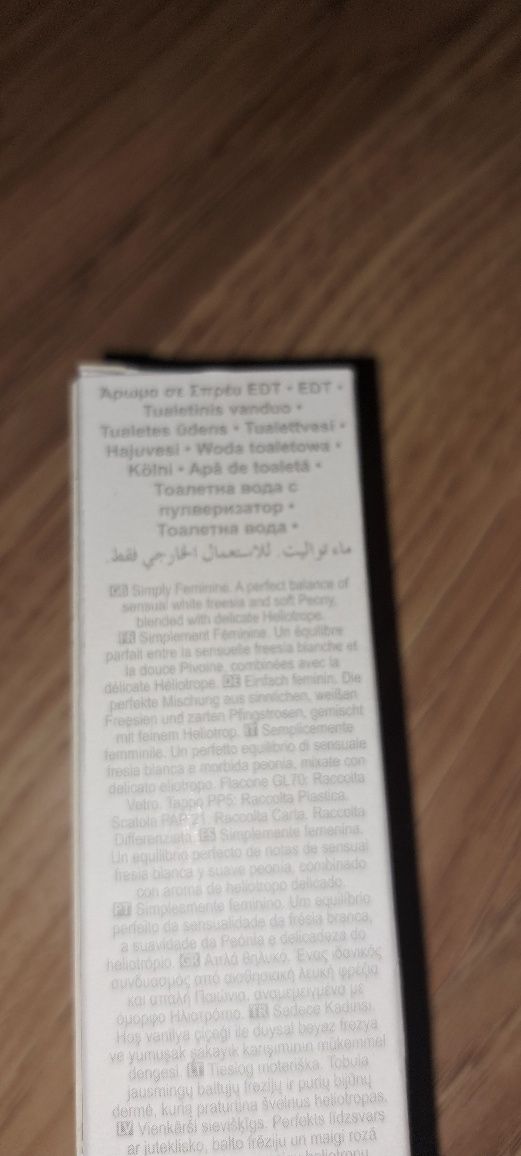 Άρωμα σε Σπρέυ EDT • EDT •
Tualetinis vanduo •
Tualetes ūdens • Tualettvesi •
Hajuvesi • Woda toaletowa •
Kölni • Apă de toaletă •
Тоалетна вода с
пулверизатор •
Тоалетна вода •
ماء تواليت. للاستعمال الخارجي فقط.
GB Simply Feminine. A perfect balance of
sensual white freesia and soft Peony,
blended with delicate Heliotrope.
FR Simplement Féminine. Un équilibre
parfait entre la sensuelle freesia blanche et
la douce Pivoine, combinées avec la
délicate Héliotrope. DE Einfach feminin. Die
perfekte Mischung aus sinnlichen, weißen
Freesien und zarten Pfingstrosen, gemischt
mit feinem Heliotrop. IT Semplicemente
femminile. Un perfetto equilibrio di sensuale
fresia bianca e morbida peonia, mixate con
delicato eliotropo. Flacone GL70: Raccolta
Vetro. Tappo PP5: Raccolta Plastica.
Scatola PAP 21: Raccolta Carta. Raccolta
Differenziata. ES Simplemente femenina.
Un equilibrio perfecto de notas de sensual
fresia blanca y suave peonía, combinado
con aroma de heliotropo delicado.
PT Simplesmente feminino. Um equilíbrio
perfeito da sensualidade da frésia branca,
a suavidade da Peónia e delicadeza do
heliotrópio. GR Απλά θηλυκό. Ένας ιδανικός
συνδυασμός από αισθησιακή λευκή φρέζια
και απαλή Παιώνια, αναμεμειγμένα με
όμορφο Ηλιοτρόπιο. TR Sadece Kadınsı.
Hoş vanilya çiçeği ile duysal beyaz frezya
ve yumuşak şakayık karışımının mükemmel
dengesi. LT Tiesiog moteriška. Tobula
jausmingų baltųjų frezijų ir purių bijūnų
dermė, kurią praturtina švelnus heliotropas.
LV Vienkārši sievišķīgs. Perfekts līdzsvars
ar juteklisko, balto frēziju un maigi rozā
heliotropu